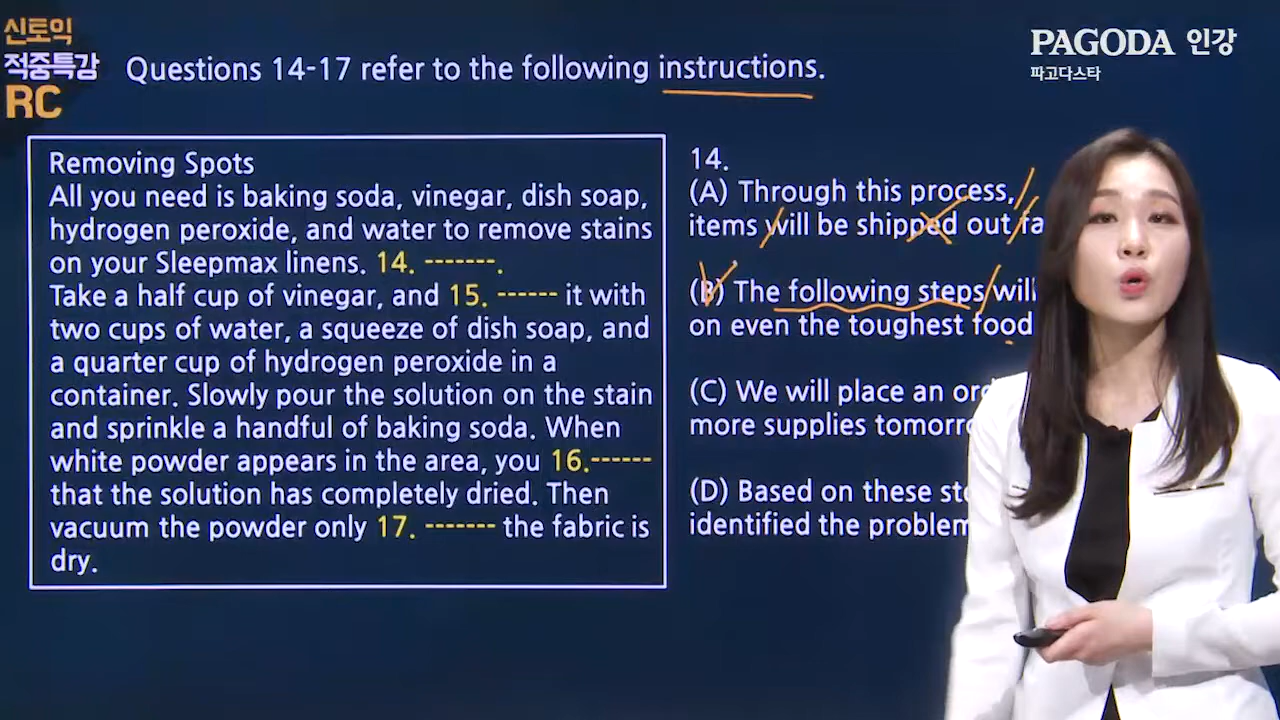 신토익
적중특강
RC
PAGODA 인강
파고다스타
Questions 14-17 refer to the following instructions.
Removing Spots
All you need is baking soda, vinegar, dish soap,
hydrogen peroxide, and water to remove stains
on your Sleepmax linens. 14. -------.
Take a half cup of vinegar, and 15. ------ it with
two cups of water, a squeeze of dish soap, and
a quarter cup of hydrogen peroxide in a
container. Slowly pour the solution on the stain
and sprinkle a handful of baking soda. When
white powder appears in the area, you 16.------
that the solution has completely dried. Then
vacuum the powder only 17. ------- the fabric is
dry.
14.
(A) Through this process,
items will be shipped out
(B) The following steps will
on even the toughest food
(C) We will place an
more supplies
(D) Based on these
identified the problem